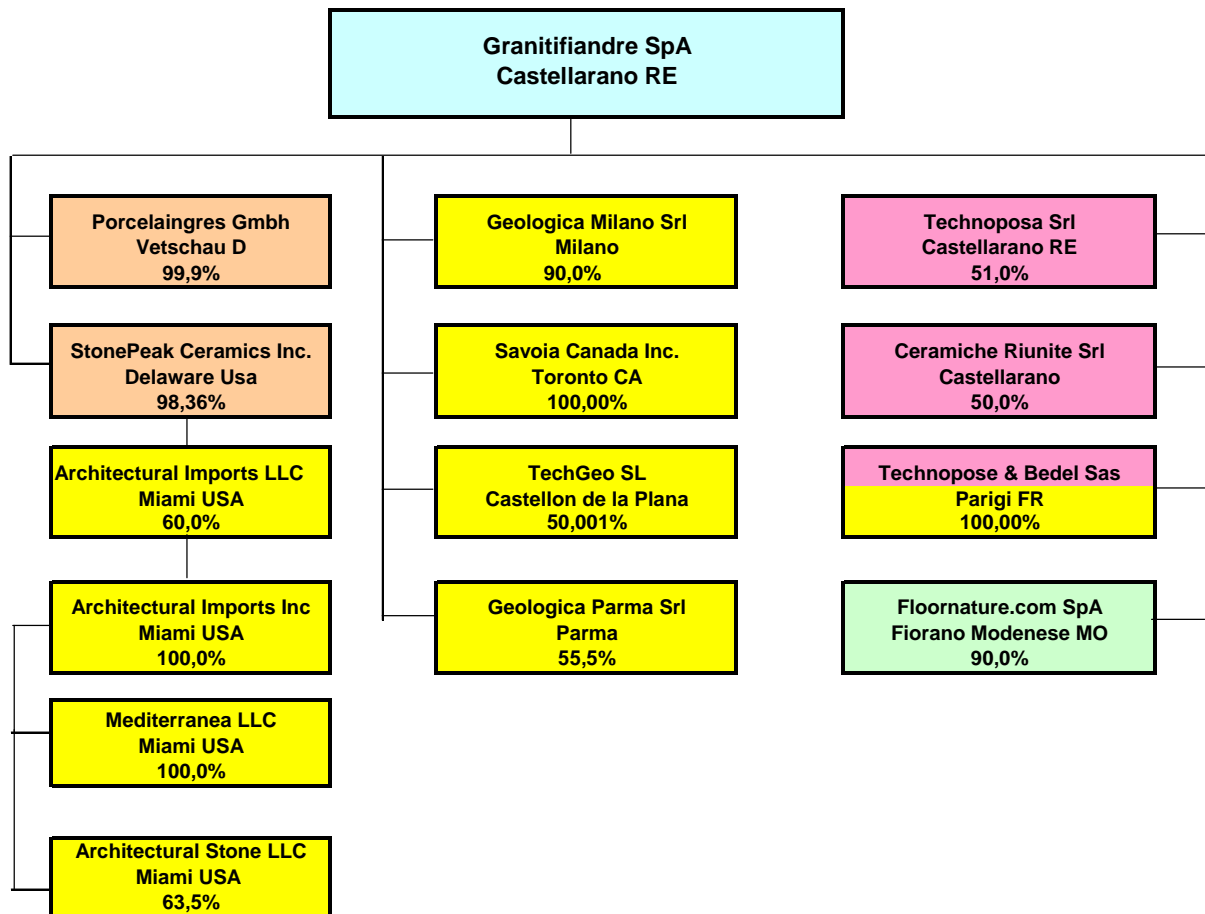 Granitifiandre SpA
Castellarano RE
Porcelaingres Gmbh
Vetschau D
99,9%
StonePeak Ceramics Inc.
Delaware Usa
98,36%
Architectural Imports LLC
Miami USA
60,0%
Architectural Imports Inc
Miami USA
100,0%
Mediterranea LLC
Miami USA
100,0%
Architectural Stone LLC
Miami USA
63,5%
Geologica Milano Srl
Milano
90,0%
Savoia Canada Inc.
Toronto CA
100,00%
TechGeo SL
Castellon de la Plana
50,001%
Geologica Parma Srl
Parma
55,5%
Technoposa Srl
Castellarano RE
51,0%
Ceramiche Riunite Srl
Castellarano
50,0%
Technopose & Bedel Sas
Parigi FR
100,00%
Floornature.com SpA
Fiorano Modenese MO
90,0%